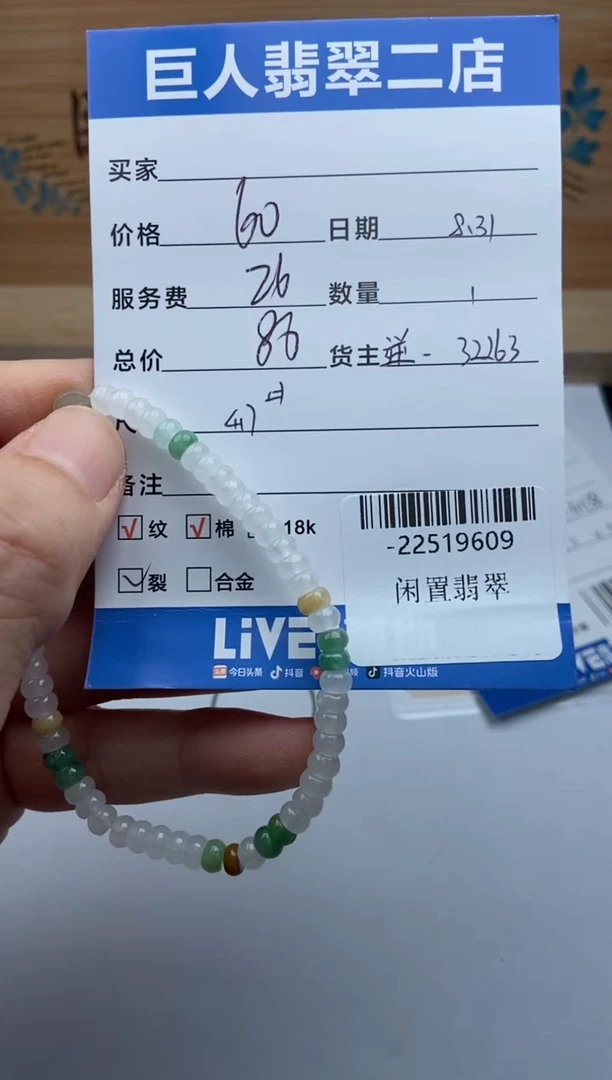 巨人翡翠二店
买家
价格 60 日期 8.31
服务费 26 数量 1
总价 86 货主 逆- 32263
备注
纹 棉 18k
-22519609
裂 合金 闲置翡翠
LiVE
今日头条 抖音 抖音火山版